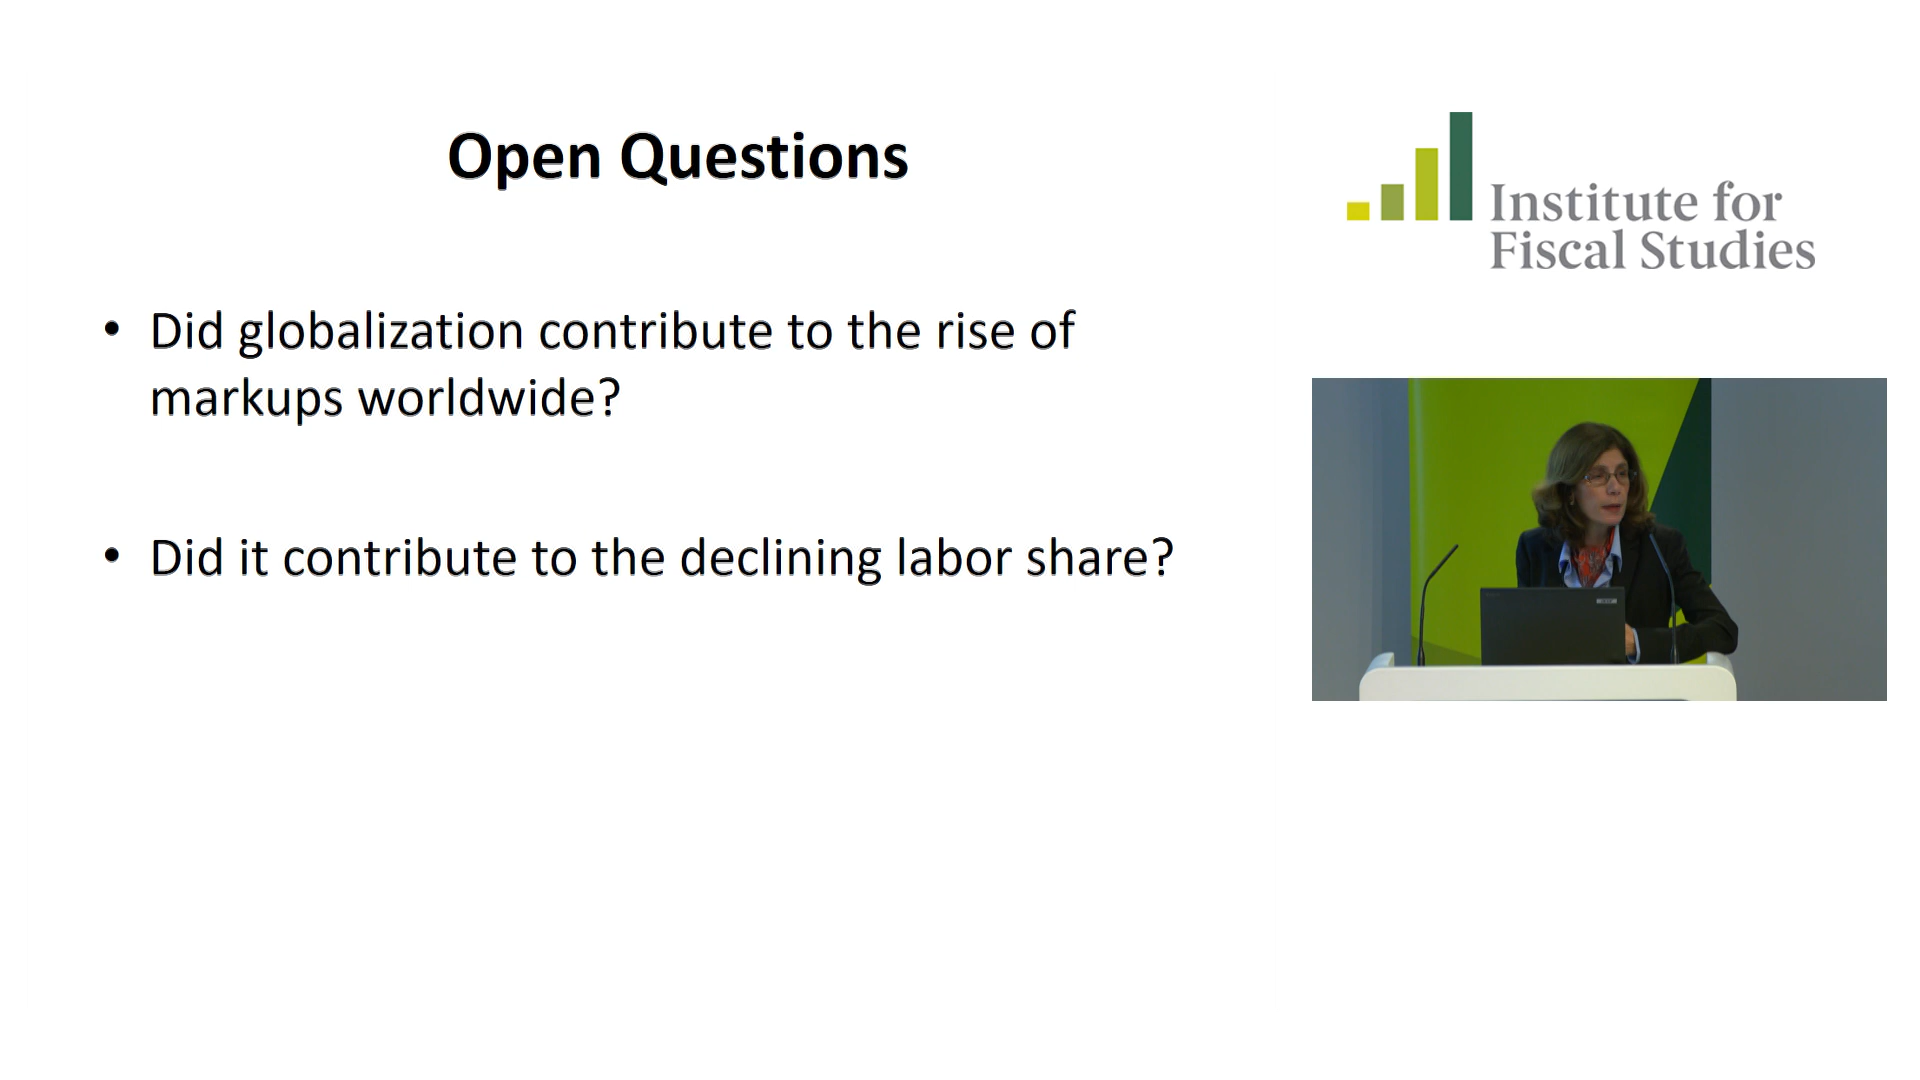 Open Questions
Institute for
Fiscal Studies
• Did globalization contribute to the rise of
markups worldwide?
• Did it contribute to the declining labor share?